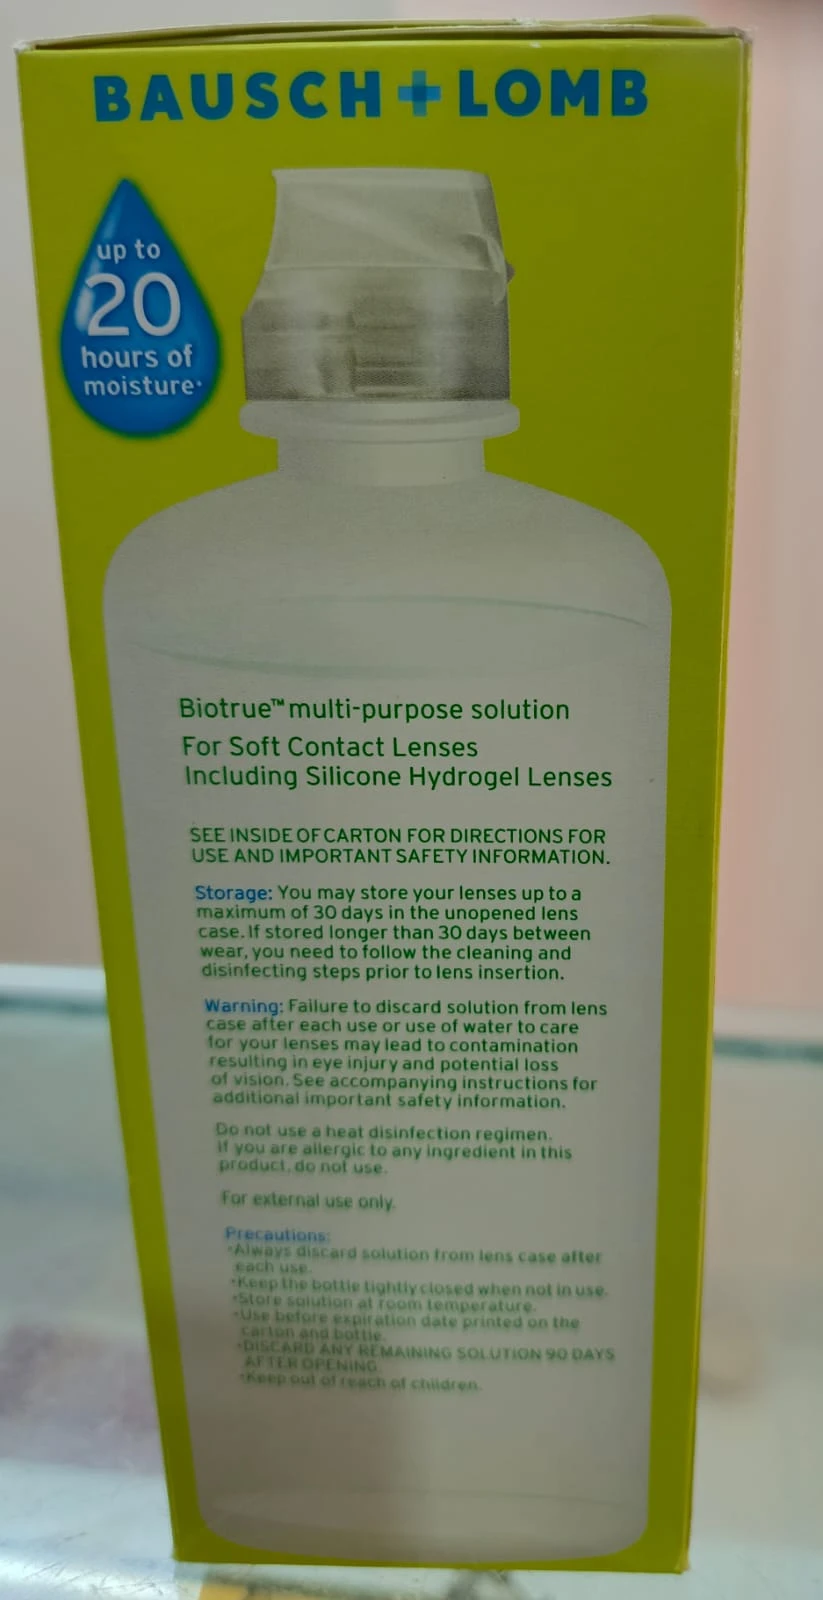 BAUSCH + LOMB
up to
20
hours of
moisture*
Biotrue™ multi-purpose solution
For Soft Contact Lenses
Including Silicone Hydrogel Lenses
SEE INSIDE OF CARTON FOR DIRECTIONS FOR
USE AND IMPORTANT SAFETY INFORMATION.
Storage: You may store your lenses up to a
maximum of 30 days in the unopened lens
case. If stored longer than 30 days between
wear, you need to follow the cleaning and
disinfecting steps prior to lens insertion.
Warning: Failure to discard solution from lens
case after each use or use of water to care
for your lenses may lead to contamination
resulting in eye injury and potential loss
of vision. See accompanying instructions for
additional important safety information.
Do not use a heat disinfection regimen.
If you are allergic to any ingredient in this
product, do not use.
For external use only.
Precautions:
•Always discard solution from lens case after
each use.
•Keep the bottle tightly closed when not in use.
•Store solution at room temperature.
•Use before expiration date printed on the
carton and bottle.
•DISCARD ANY REMAINING SOLUTION 90 DAYS
AFTER OPENING.
•Keep out of reach of children.